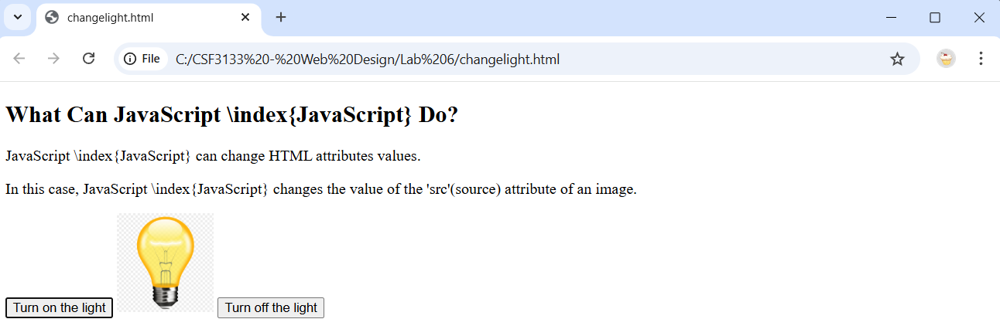 changelight.html
File C:/CSF3133%20-%20Web%20Design/Lab%206/changelight.html
What Can JavaScript \index{JavaScript} Do?
JavaScript \index{JavaScript} can change HTML attributes values.
In this case, JavaScript \index{JavaScript} changes the value of the 'src'(source) attribute of an image.
Turn on the light Turn off the light